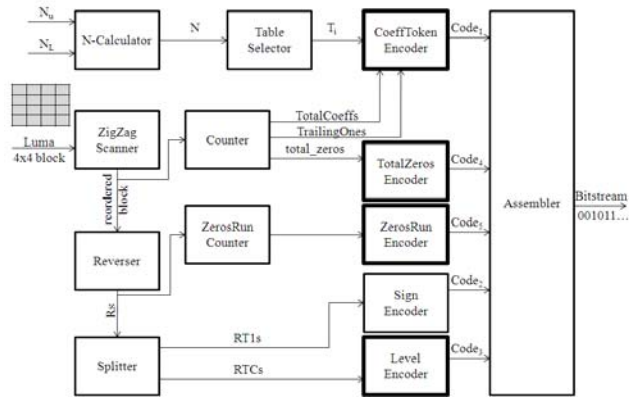 N_u
N_L
N-Calculator
N
Table
Selector
T_i
CoeffToken
Encoder
Code_1
Luma
4x4 block
ZigZag
Scanner
Counter
TotalCoeffs
TrailingOnes
total_zeros
TotalZeros
Encoder
Code_4
reordered
block
Reverser
ZerosRun
Counter
ZerosRun
Encoder
Code_5
Rs
Splitter
RT1s
Sign
Encoder
Code_2
RTCs
Level
Encoder
Code_3
Assembler
Bitstream
001011…